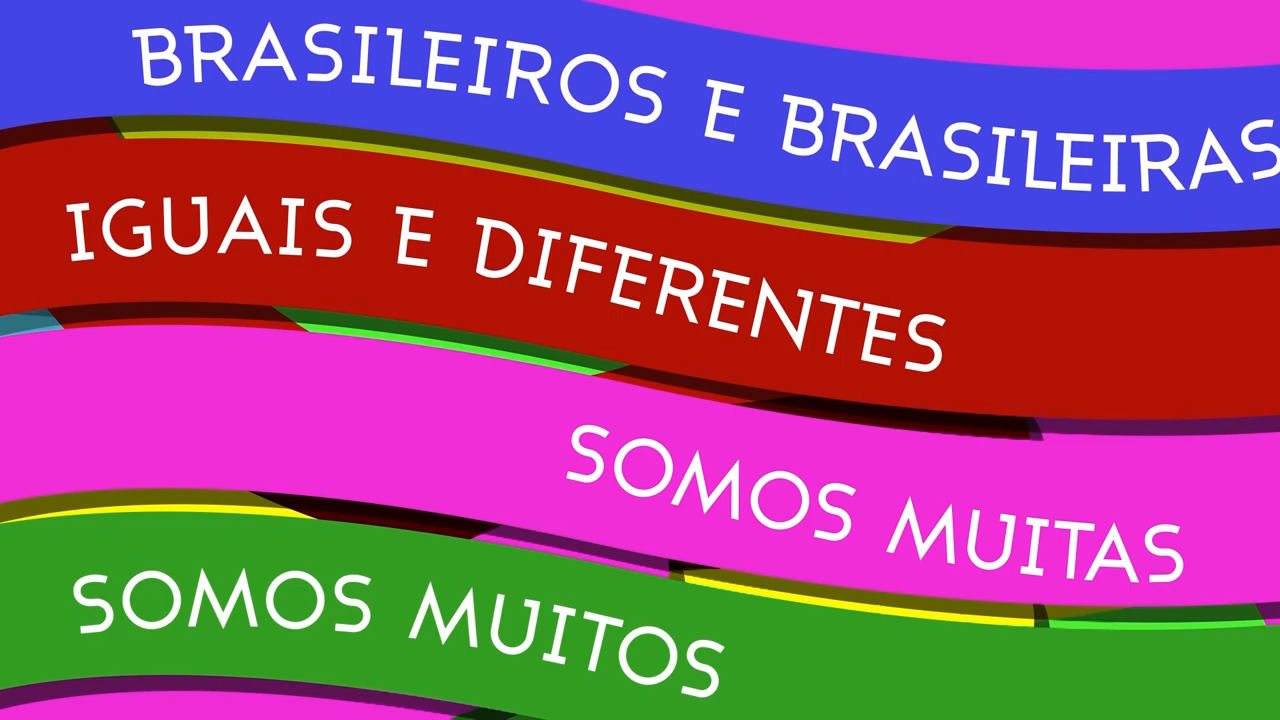 BRASILEIROS E BRASILEIRAS
IGUAIS E DIFERENTES
SOMOS MUITAS
SOMOS MUITOS